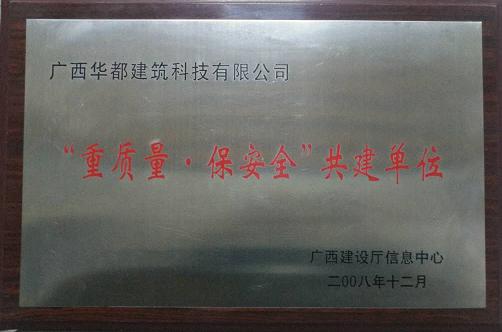 广西华都建筑科技有限公司
“重质量·保安全”共建单位
广西建设厅信息中心
二00八年十二月